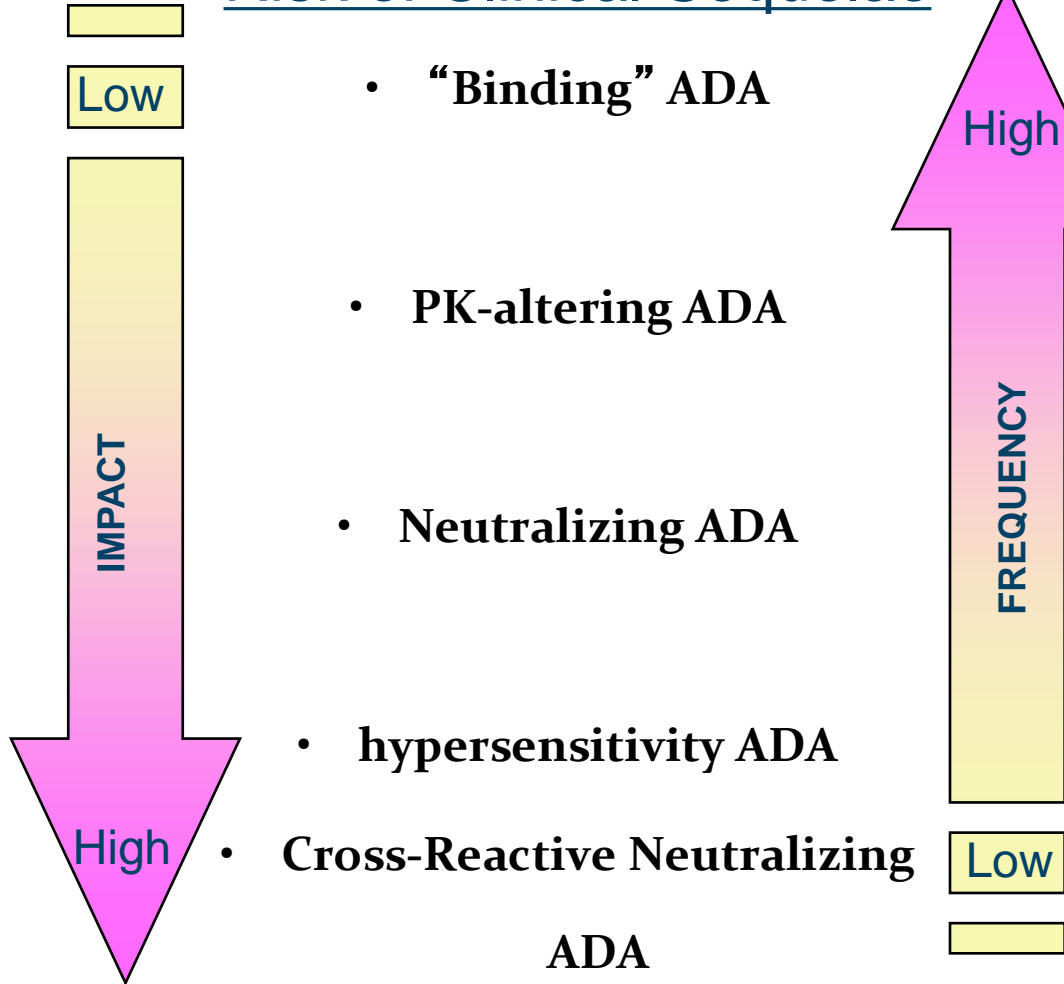 Low
• “Binding” ADA
High
• PK-altering ADA
IMPACT
FREQUENCY
• Neutralizing ADA
• hypersensitivity ADA
High
• Cross-Reactive Neutralizing
Low
ADA